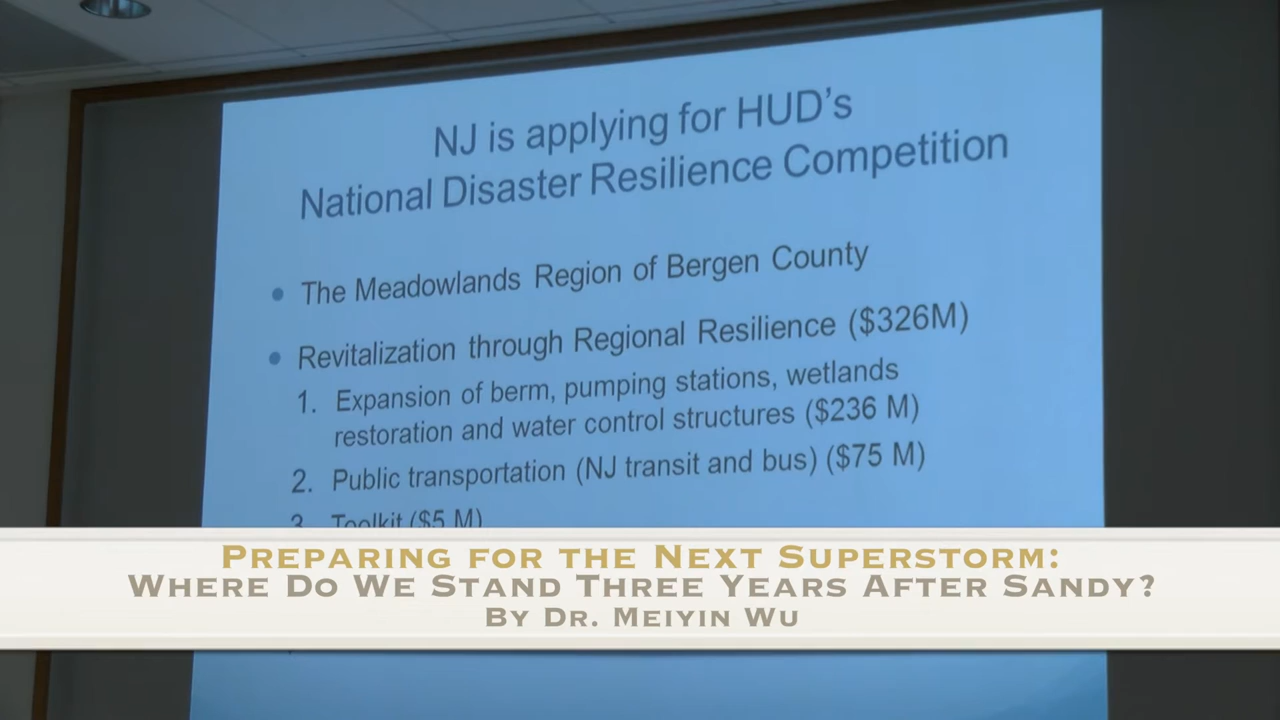 NJ is applying for HUD's
National Disaster Resilience Competition
• The Meadowlands Region of Bergen County
• Revitalization through Regional Resilience ($326M)
1. Expansion of berm, pumping stations, wetlands
restoration and water control structures ($236 M)
2. Public transportation (NJ transit and bus) ($75 M)
3. Toolkit ($5 M)
Preparing for the Next Superstorm:
Where Do We Stand Three Years After Sandy?
By Dr. Meiyin Wu